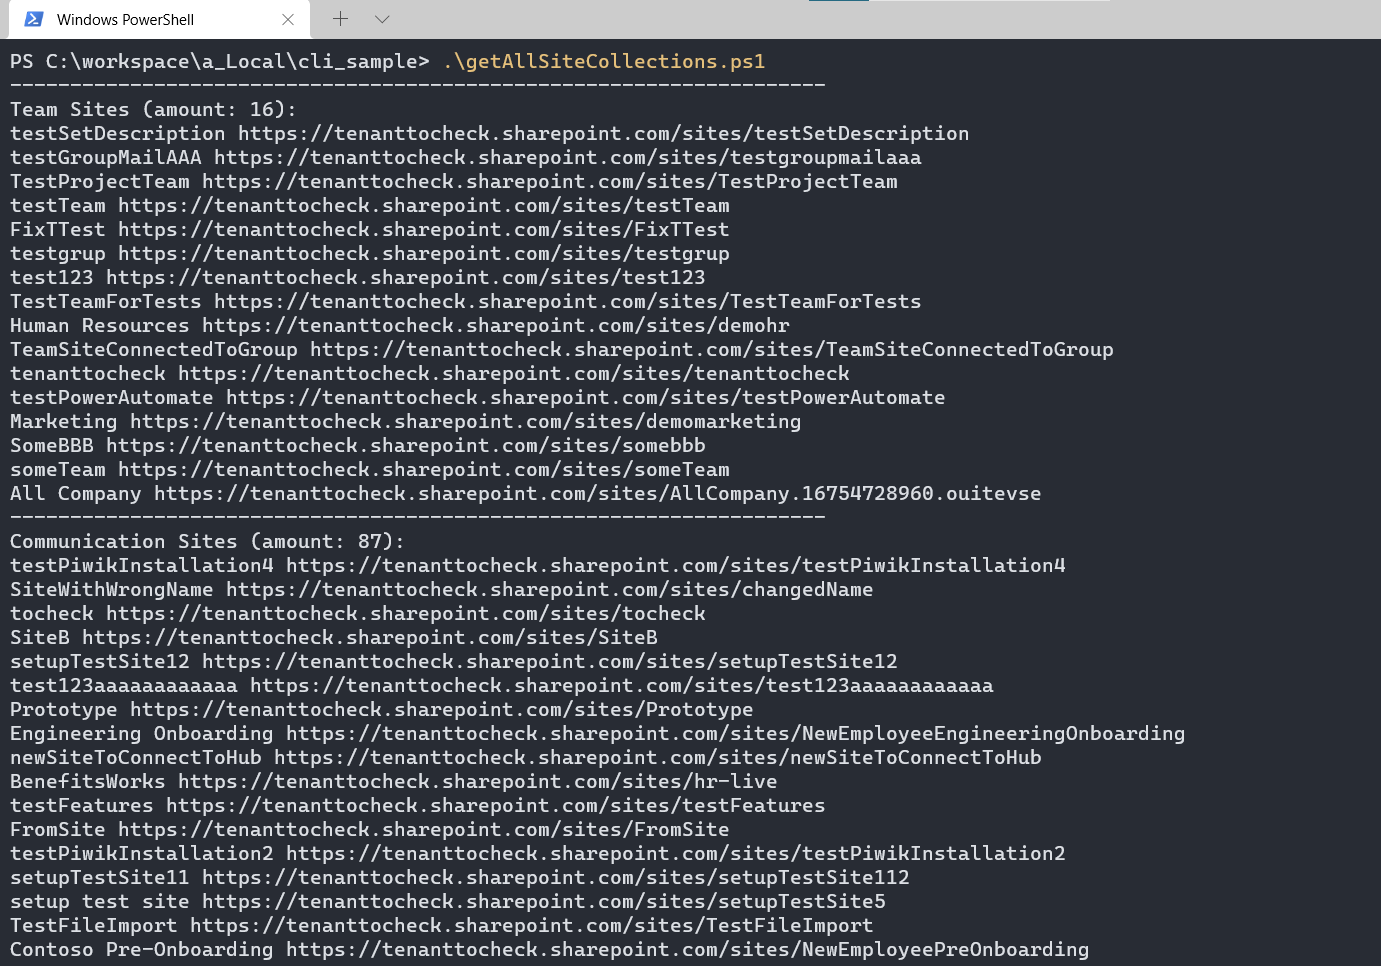 Windows PowerShell
PS C:\workspace\a_Local\cli_sample> .\getAllSiteCollections.ps1
--------------------------------------------------------------------
Team Sites (amount: 16):
testSetDescription https://tenanttocheck.sharepoint.com/sites/testSetDescription
testGroupMailAAA https://tenanttocheck.sharepoint.com/sites/testgroupmailaaa
TestProjectTeam https://tenanttocheck.sharepoint.com/sites/TestProjectTeam
testTeam https://tenanttocheck.sharepoint.com/sites/testTeam
FixTTest https://tenanttocheck.sharepoint.com/sites/FixTTest
testgrup https://tenanttocheck.sharepoint.com/sites/testgrup
test123 https://tenanttocheck.sharepoint.com/sites/test123
TestTeamForTests https://tenanttocheck.sharepoint.com/sites/TestTeamForTests
Human Resources https://tenanttocheck.sharepoint.com/sites/demohr
TeamSiteConnectedToGroup https://tenanttocheck.sharepoint.com/sites/TeamSiteConnectedToGroup
tenanttocheck https://tenanttocheck.sharepoint.com/sites/tenanttocheck
testPowerAutomate https://tenanttocheck.sharepoint.com/sites/testPowerAutomate
Marketing https://tenanttocheck.sharepoint.com/sites/demomarketing
SomeBBB https://tenanttocheck.sharepoint.com/sites/somebbb
someTeam https://tenanttocheck.sharepoint.com/sites/someTeam
All Company https://tenanttocheck.sharepoint.com/sites/AllCompany.16754728960.ouitevse
--------------------------------------------------------------------
Communication Sites (amount: 87):
testPiwikInstallation4 https://tenanttocheck.sharepoint.com/sites/testPiwikInstallation4
SiteWithWrongName https://tenanttocheck.sharepoint.com/sites/changedName
tocheck https://tenanttocheck.sharepoint.com/sites/tocheck
SiteB https://tenanttocheck.sharepoint.com/sites/SiteB
setupTestSite12 https://tenanttocheck.sharepoint.com/sites/setupTestSite12
test123aaaaaaaaaaaa https://tenanttocheck.sharepoint.com/sites/test123aaaaaaaaaaaa
Prototype https://tenanttocheck.sharepoint.com/sites/Prototype
Engineering Onboarding https://tenanttocheck.sharepoint.com/sites/NewEmployeeEngineeringOnboarding
newSiteToConnectToHub https://tenanttocheck.sharepoint.com/sites/newSiteToConnectToHub
BenefitsWorks https://tenanttocheck.sharepoint.com/sites/hr-live
testFeatures https://tenanttocheck.sharepoint.com/sites/testFeatures
FromSite https://tenanttocheck.sharepoint.com/sites/FromSite
testPiwikInstallation2 https://tenanttocheck.sharepoint.com/sites/testPiwikInstallation2
setupTestSite11 https://tenanttocheck.sharepoint.com/sites/setupTestSite112
setup test site https://tenanttocheck.sharepoint.com/sites/setupTestSite5
TestFileImport https://tenanttocheck.sharepoint.com/sites/TestFileImport
Contoso Pre-Onboarding https://tenanttocheck.sharepoint.com/sites/NewEmployeePreOnboarding